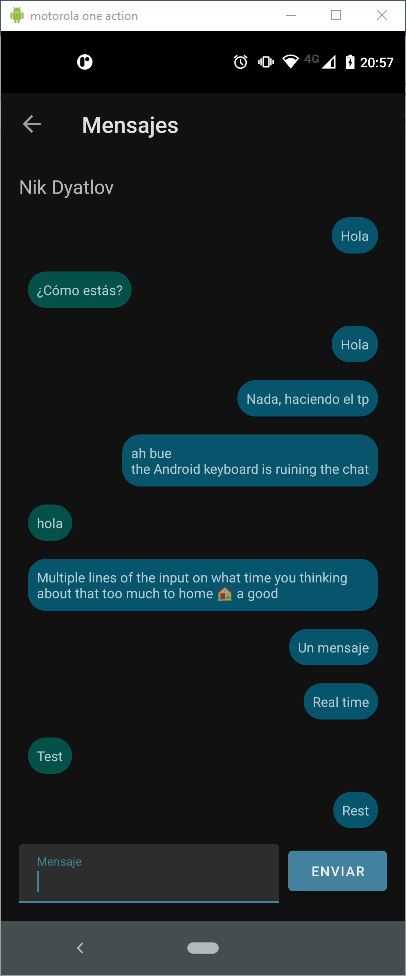 motorola one action
4G
20:57
Mensajes
Nik Dyatlov
Hola
¿Cómo estás?
Hola
Nada, haciendo el tp
ah bue
the Android keyboard is ruining the chat
hola
Multiple lines of the input on what time you thinking
about that too much to home 🏠 a good
Un mensaje
Real time
Test
Rest
Mensaje
ENVIAR